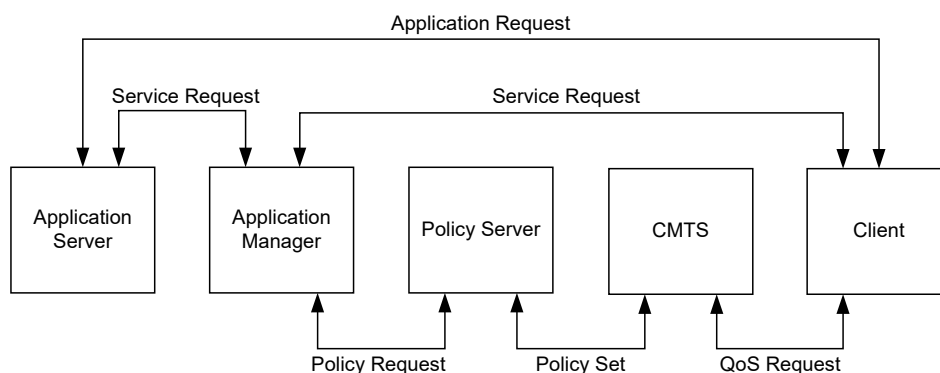 Application Request
Service Request
Service Request
Application
Server
Application
Manager
Policy Server
CMTS
Client
Policy Request
Policy Set
QoS Request